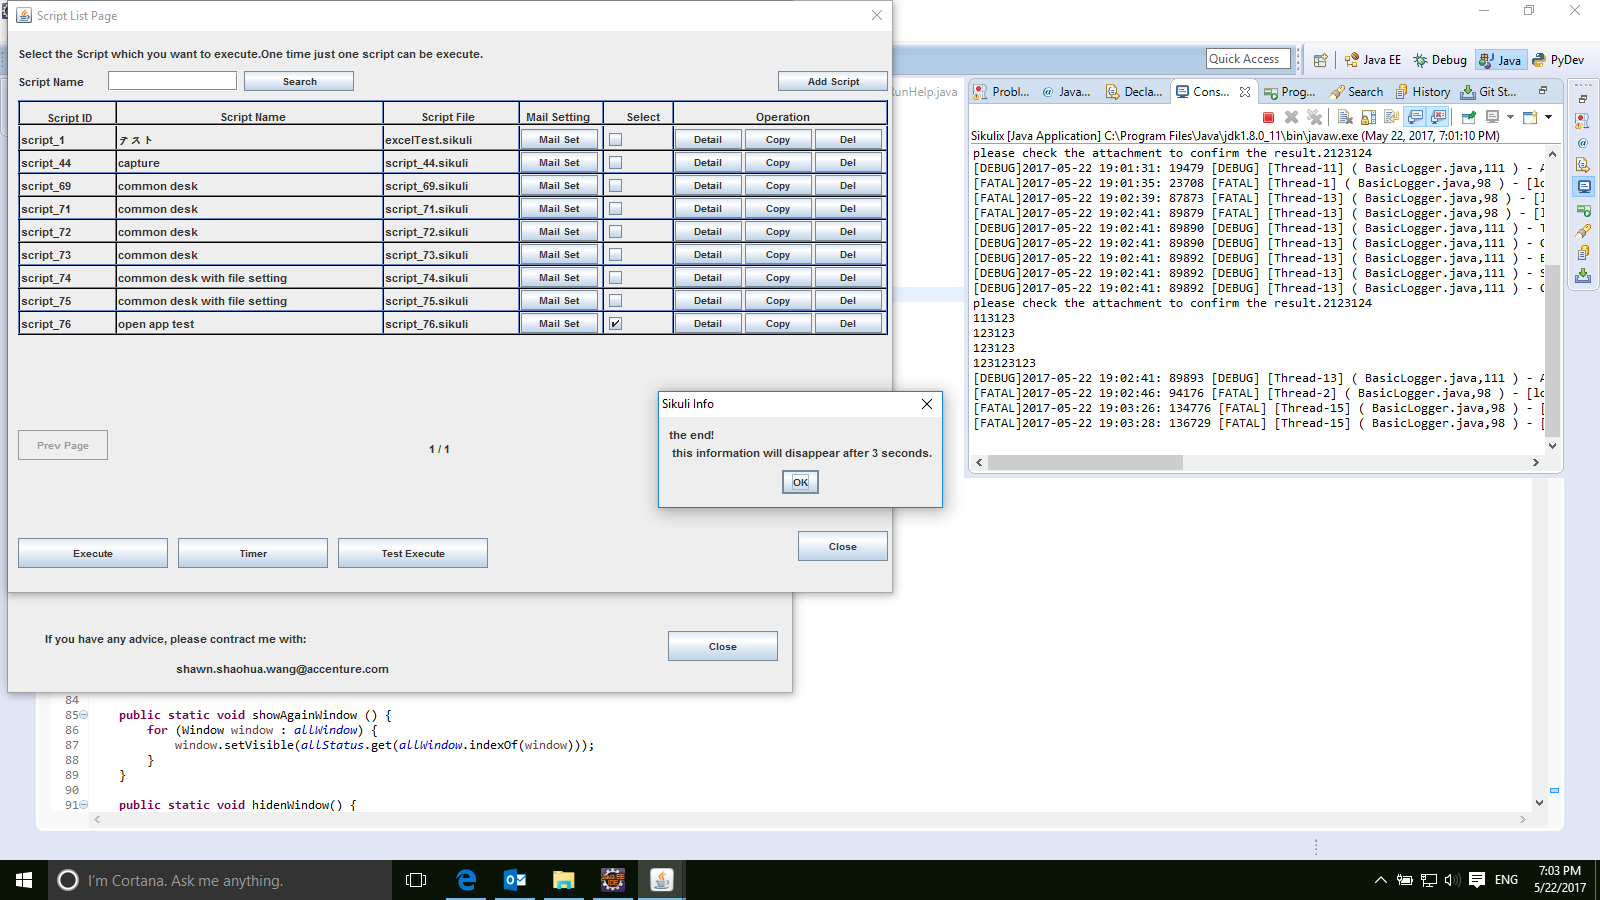 Script List Page
Select the Script which you want to execute.One time just one script can be execute.
Script Name
Search
Add Script
Script ID Script Name Script File Mail Setting Select Operation
script_1 テスト excelTest.sikuli Mail Set Detail Copy Del
script_44 capture script_44.sikuli Mail Set Detail Copy Del
script_69 common desk script_69.sikuli Mail Set Detail Copy Del
script_71 common desk script_71.sikuli Mail Set Detail Copy Del
script_72 common desk script_72.sikuli Mail Set Detail Copy Del
script_73 common desk script_73.sikuli Mail Set Detail Copy Del
script_74 common desk with file setting script_74.sikuli Mail Set Detail Copy Del
script_75 common desk with file setting script_75.sikuli Mail Set Detail Copy Del
script_76 open app test script_76.sikuli Mail Set Detail Copy Del
Prev Page
1 / 1
Execute
Timer
Test Execute
Close
Sikuli Info
the end!
this information will disappear after 3 seconds.
OK
If you have any advice, please contract me with:
shawn.shaohua.wang@accenture.com
Close
Quick Access
Java EE
Debug
Java
PyDev
unHelp.java
Probl...
Java...
Decla...
Cons...
Prog...
Search
History
Git St...
Sikulix [Java Application] C:\Program Files\Java\jdk1.8.0_11\bin\javaw.exe (May 22, 2017, 7:01:10 PM)
please check the attachment to confirm the result.2123124
[DEBUG]2017-05-22 19:01:31: 19479 [DEBUG] [Thread-11] ( BasicLogger.java,111 ) - A
[FATAL]2017-05-22 19:01:35: 23708 [FATAL] [Thread-1] ( BasicLogger.java,98 ) - [lo
[FATAL]2017-05-22 19:02:39: 87873 [FATAL] [Thread-13] ( BasicLogger.java,98 ) - [l
[FATAL]2017-05-22 19:02:41: 89879 [FATAL] [Thread-13] ( BasicLogger.java,98 ) - [l
[DEBUG]2017-05-22 19:02:41: 89890 [DEBUG] [Thread-13] ( BasicLogger.java,111 ) - T
[DEBUG]2017-05-22 19:02:41: 89890 [DEBUG] [Thread-13] ( BasicLogger.java,111 ) - C
[DEBUG]2017-05-22 19:02:41: 89892 [DEBUG] [Thread-13] ( BasicLogger.java,111 ) - E
[DEBUG]2017-05-22 19:02:41: 89892 [DEBUG] [Thread-13] ( BasicLogger.java,111 ) - S
[DEBUG]2017-05-22 19:02:41: 89892 [DEBUG] [Thread-13] ( BasicLogger.java,111 ) - C
please check the attachment to confirm the result.2123124
113123
123123
123123
123123123
[DEBUG]2017-05-22 19:02:41: 89893 [DEBUG] [Thread-13] ( BasicLogger.java,111 ) - A
[FATAL]2017-05-22 19:02:46: 94176 [FATAL] [Thread-2] ( BasicLogger.java,98 ) - [lo
[FATAL]2017-05-22 19:03:26: 134776 [FATAL] [Thread-15] ( BasicLogger.java,98 ) - [
[FATAL]2017-05-22 19:03:28: 136729 [FATAL] [Thread-15] ( BasicLogger.java,98 ) - [
84
85 public static void showAgainWindow () {
86 for (Window window : allWindow) {
87 window.setVisible(allStatus.get(allWindow.indexOf(window)));
88 }
89 }
90
91 public static void hidenWindow() {
I'm Cortana. Ask me anything.
ENG
7:03 PM
5/22/2017